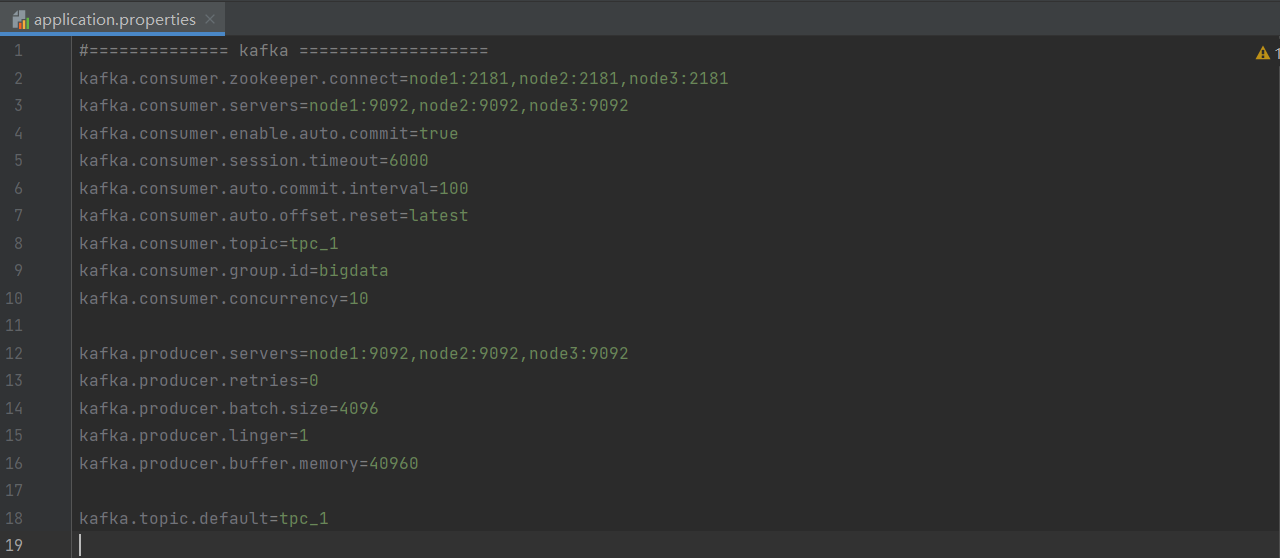 application.properties
1 #============== kafka ===================
2 kafka.consumer.zookeeper.connect=node1:2181,node2:2181,node3:2181
3 kafka.consumer.servers=node1:9092,node2:9092,node3:9092
4 kafka.consumer.enable.auto.commit=true
5 kafka.consumer.session.timeout=6000
6 kafka.consumer.auto.commit.interval=100
7 kafka.consumer.auto.offset.reset=latest
8 kafka.consumer.topic=tpc_1
9 kafka.consumer.group.id=bigdata
10 kafka.consumer.concurrency=10
11
12 kafka.producer.servers=node1:9092,node2:9092,node3:9092
13 kafka.producer.retries=0
14 kafka.producer.batch.size=4096
15 kafka.producer.linger=1
16 kafka.producer.buffer.memory=40960
17
18 kafka.topic.default=tpc_1
19